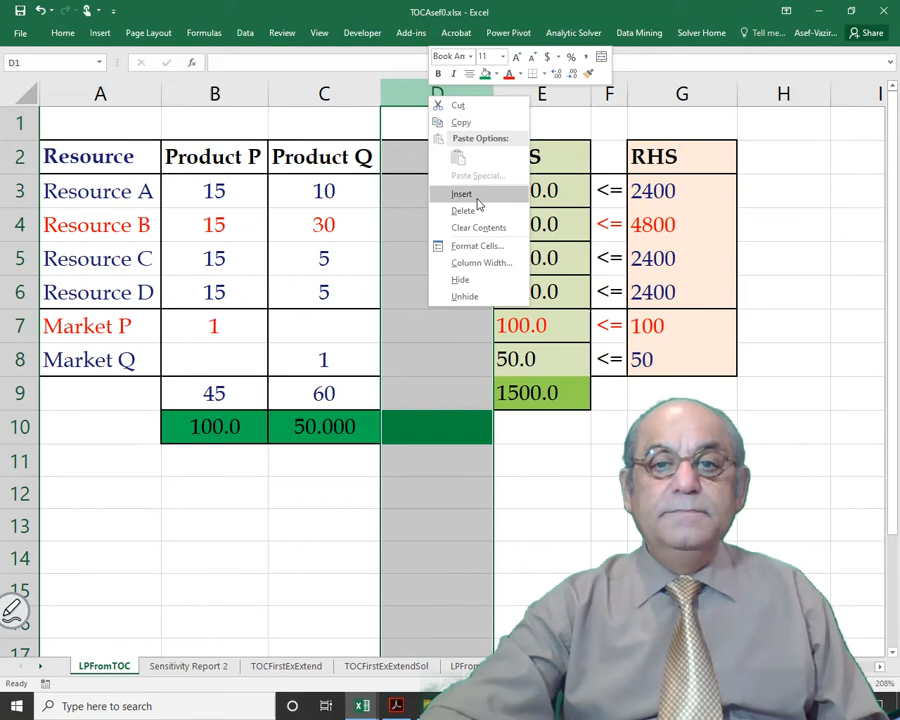 TOCAsef0.xlsx - Excel
File Home Insert Page Layout Formulas Data Review View Developer Add-ins Acrobat Power Pivot Analytic Solver Data Mining Solver Home Tell me... Asef-Vazir... Share
D1
Book An 11 A A $ % ,
B I A
A B C D E F G H I
1
2 Resource Product P Product Q S RHS
3 Resource A 15 10 0.0 <= 2400
4 Resource B 15 30 0.0 <= 4800
5 Resource C 15 5 0.0 <= 2400
6 Resource D 15 5 0.0 <= 2400
7 Market P 1 100.0 <= 100
8 Market Q 1 50.0 <= 50
9 45 60 1500.0
10 100.0 50.000
11
12
13
14
15
17
Cut
Copy
Paste Options:
Paste Special...
Insert
Delete
Clear Contents
Format Cells...
Column Width...
Hide
Unhide
LPFromTOC Sensitivity Report 2 TOCFirstExExtend TOCFirstExExtendSol LPFrom
Ready 208%
Type here to search